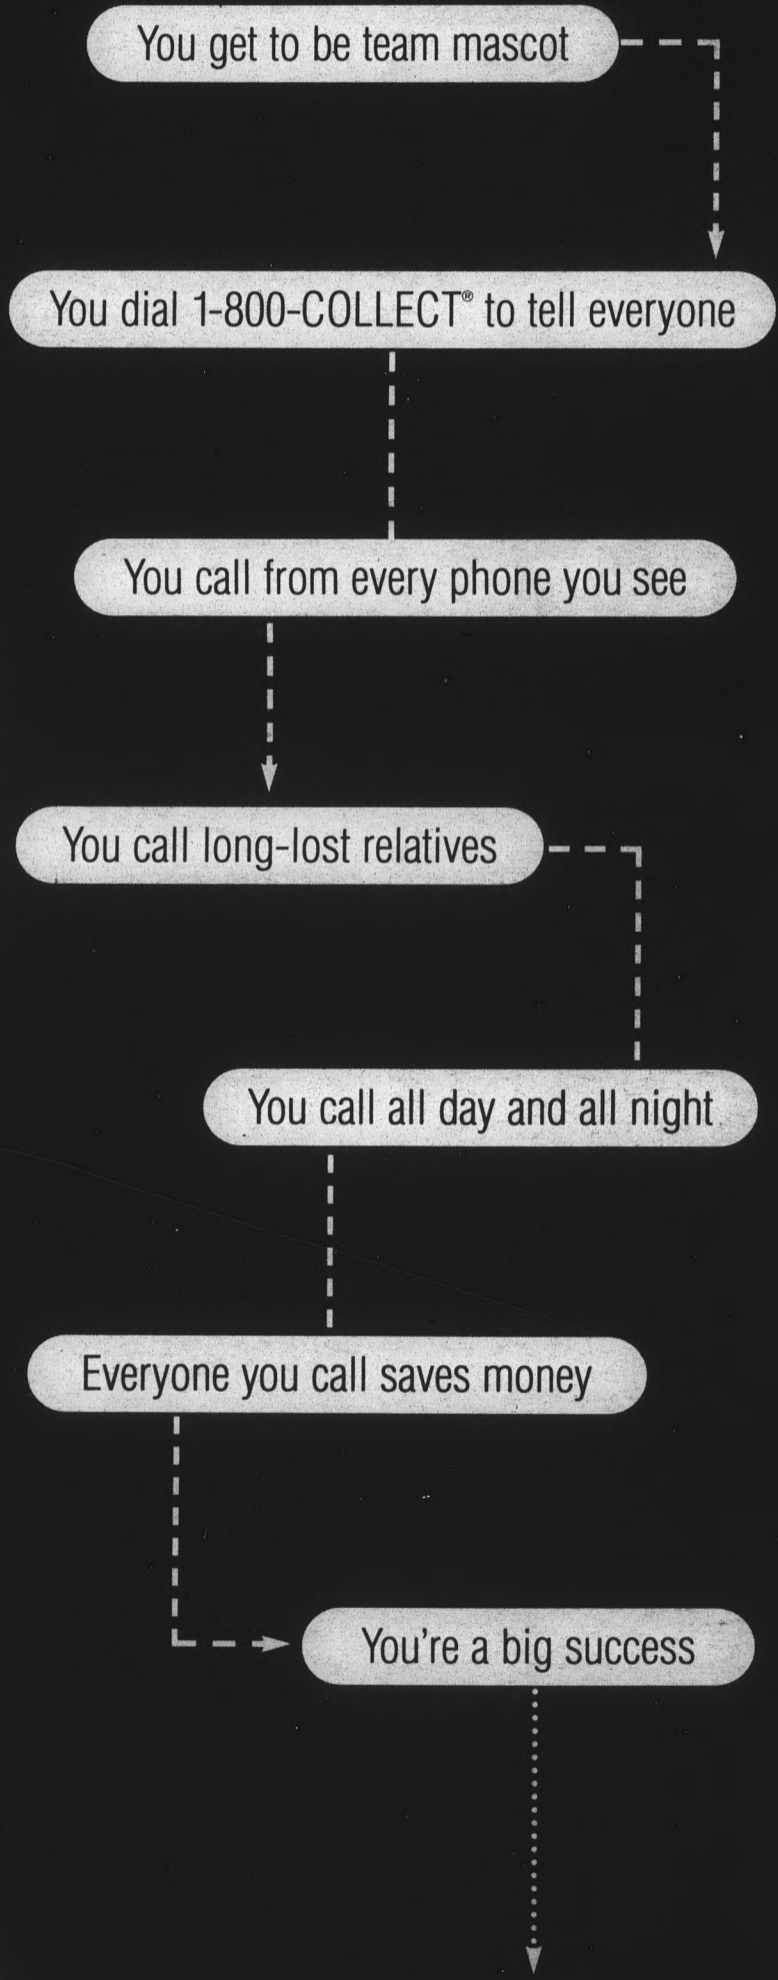 You get to be team mascot
You dial 1-800-COLLECT® to tell everyone
You call from every phone you see
You call long-lost relatives
You call all day and all night
Everyone you call saves money
You're a big success